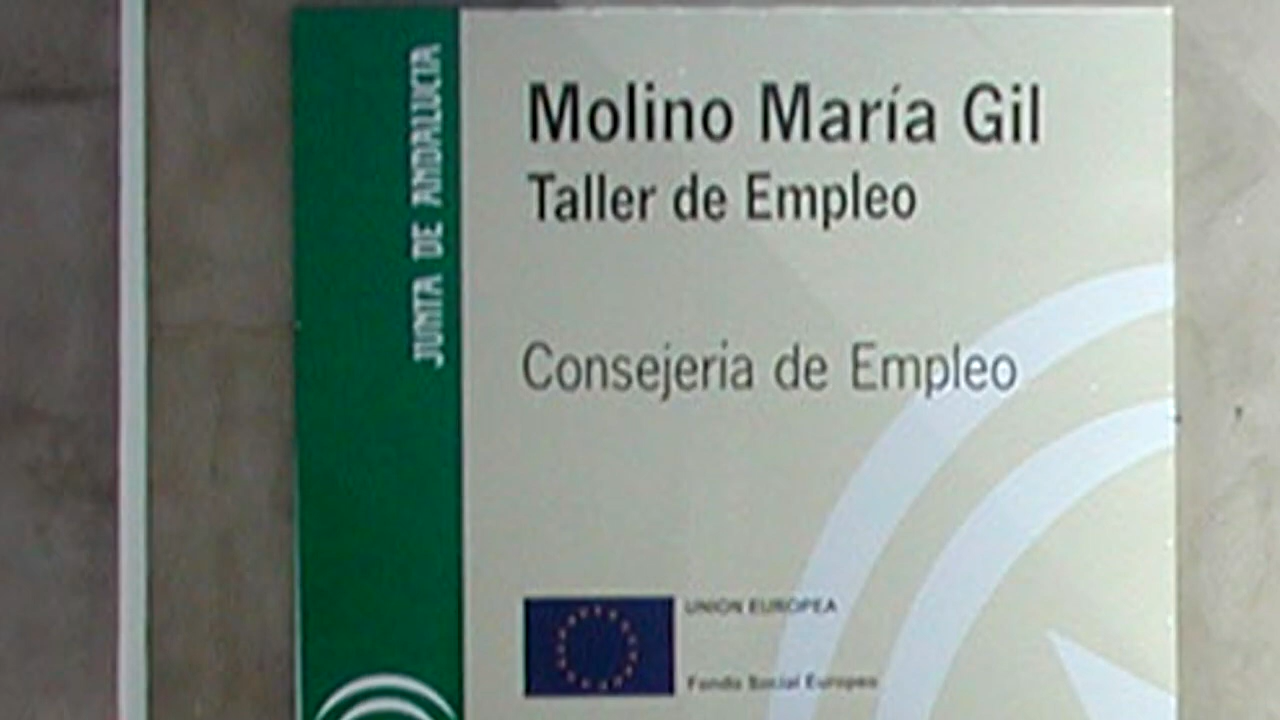 JUNTA DE ANDALUCIA
Molino María Gil
Taller de Empleo
Consejeria de Empleo
UNION EUROPEA
Fondo Social Europeo